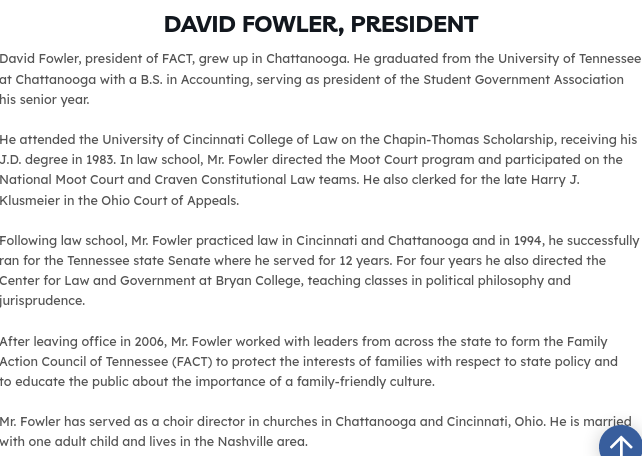 DAVID FOWLER, PRESIDENT
David Fowler, president of FACT, grew up in Chattanooga. He graduated from the University of Tennessee
at Chattanooga with a B.S. in Accounting, serving as president of the Student Government Association
his senior year.
He attended the University of Cincinnati College of Law on the Chapin-Thomas Scholarship, receiving his
J.D. degree in 1983. In law school, Mr. Fowler directed the Moot Court program and participated on the
National Moot Court and Craven Constitutional Law teams. He also clerked for the late Harry J.
Klusmeier in the Ohio Court of Appeals.
Following law school, Mr. Fowler practiced law in Cincinnati and Chattanooga and in 1994, he successfully
ran for the Tennessee state Senate where he served for 12 years. For four years he also directed the
Center for Law and Government at Bryan College, teaching classes in political philosophy and
jurisprudence.
After leaving office in 2006, Mr. Fowler worked with leaders from across the state to form the Family
Action Council of Tennessee (FACT) to protect the interests of families with respect to state policy and
to educate the public about the importance of a family-friendly culture.
Mr. Fowler has served as a choir director in churches in Chattanooga and Cincinnati, Ohio. He is married
with one adult child and lives in the Nashville area.